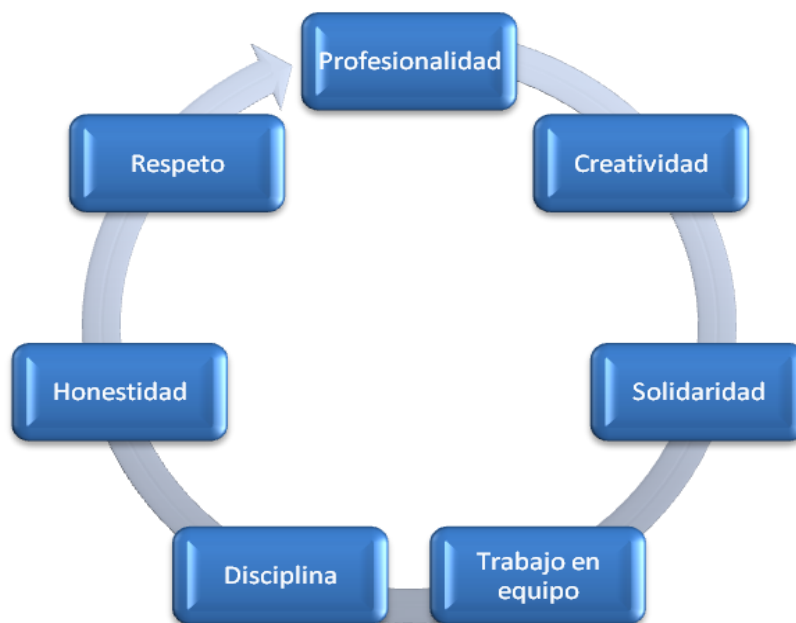 Profesionalidad
Creatividad
Solidaridad
Trabajo en
equipo
Disciplina
Honestidad
Respeto